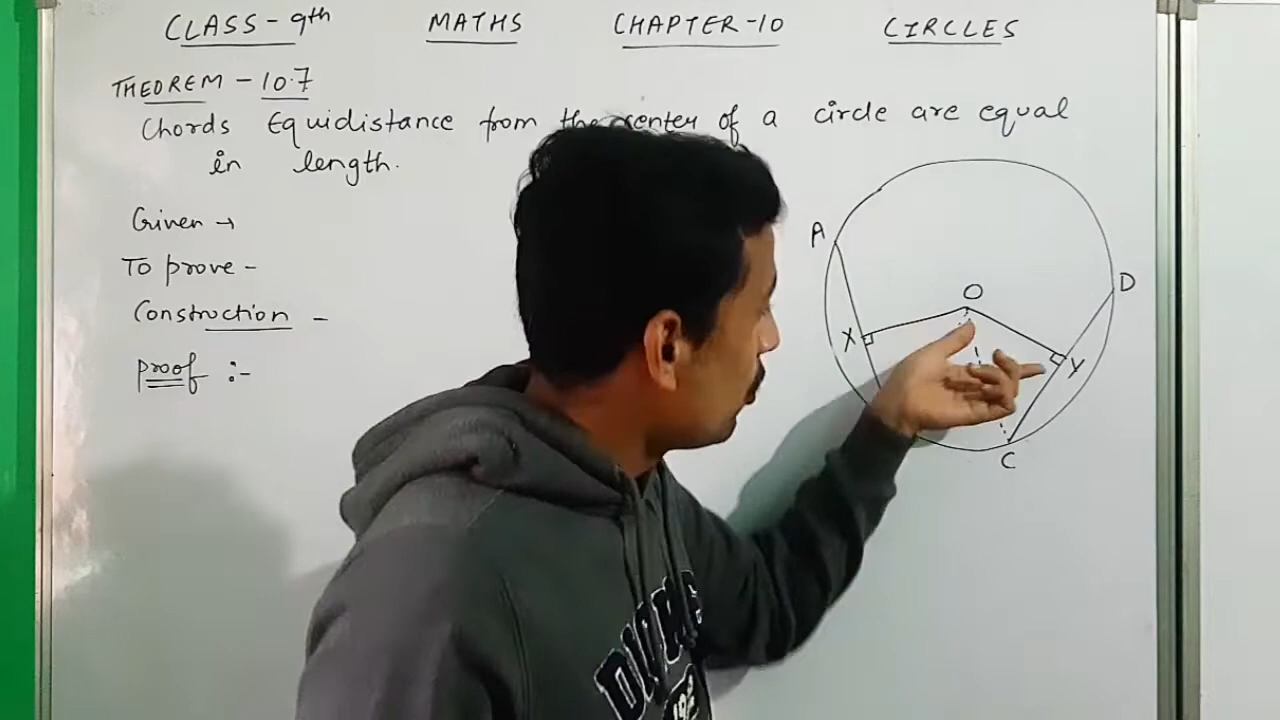 CLASS - 9th MATHS CHAPTER - 10 CIRCLES
THEOREM - 10.7
Chords Equidistance from the center of a circle are equal
in length.
Given →
To prove -
Construction -
Proof :-
A
O
D
X
Y
C